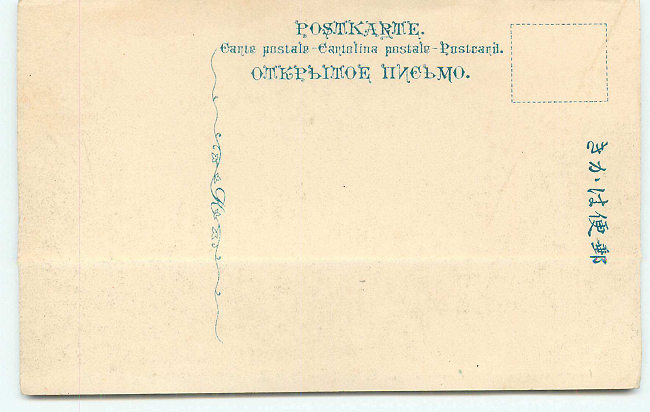 POSTKARTE.
Carte postale-Cartolina postale-Postcard.
ОТКРЫТОЕ ПИСЬМО.
きがは便郵